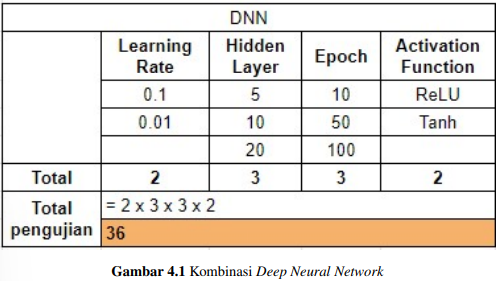 DNN
Learning Rate Hidden Layer Epoch Activation Function
0.1 5 10 ReLU
0.01 10 50 Tanh
20 100
Total 2 3 3 2
Total pengujian = 2 x 3 x 3 x 2
36
Gambar 4.1 Kombinasi Deep Neural Network